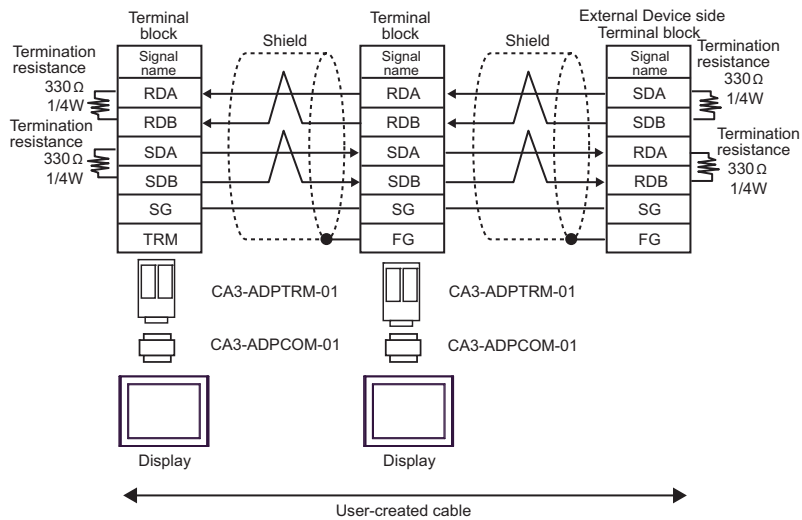 Terminal
block
Terminal
block
External Device side
Terminal block
Shield
Shield
Termination
resistance
330Ω
1/4W
Termination
resistance
330Ω
1/4W
Signal
name
RDA
RDB
SDA
SDB
SG
TRM
Signal
name
RDA
RDB
SDA
SDB
SG
FG
Signal
name
SDA
SDB
RDA
RDB
SG
FG
Termination
resistance
330Ω
1/4W
Termination
resistance
330Ω
1/4W
CA3-ADPTRM-01
CA3-ADPTRM-01
CA3-ADPCOM-01
CA3-ADPCOM-01
Display
Display
User-created cable